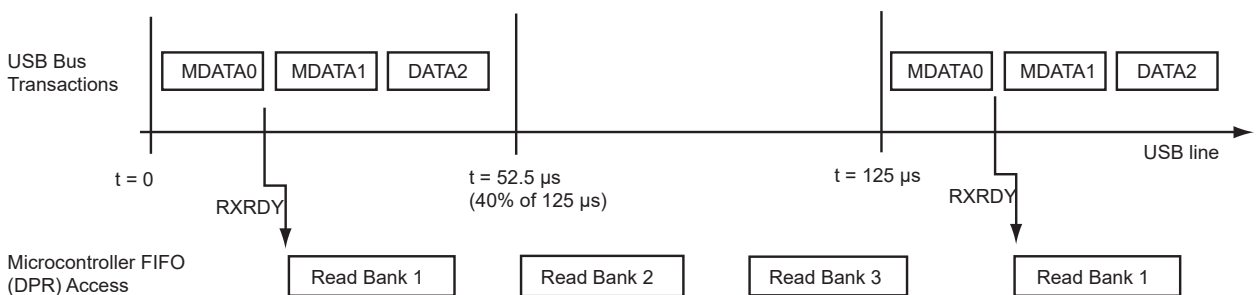 USB Bus
Transactions
MDATA0
MDATA1
DATA2
MDATA0
MDATA1
DATA2
USB line
t = 0
t = 52.5 µs
(40% of 125 µs)
t = 125 µs
RXRDY
RXRDY
Microcontroller FIFO
(DPR) Access
Read Bank 1
Read Bank 2
Read Bank 3
Read Bank 1